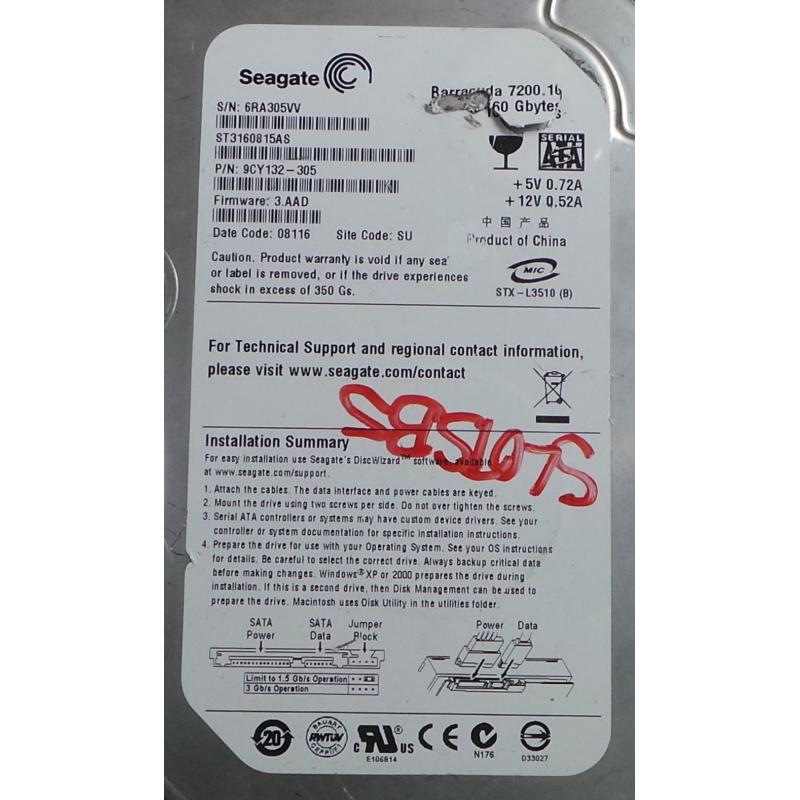 Seagate
Barracuda 7200.10
160 Gbytes
S/N: 6RA305VV
ST3160815AS
SERIAL
ATA
P/N: 9CY132-305
+5V 0.72A
Firmware: 3.AAD
+12V 0.52A
中国产品
Date Code: 08116 Site Code: SU
Product of China
Caution. Product warranty is void if any sea
or label is removed, or if the drive experiences
shock in excess of 350 Gs.
MIC
STX-L3510 (B)
For Technical Support and regional contact information,
please visit www.seagate.com/contact
Installation Summary
For easy installation use Seagate's DiscWizard™ software, available
at www.seagate.com/support.
1. Attach the cables. The data interface and power cables are keyed.
2. Mount the drive using two screws per side. Do not over tighten the screws.
3. Serial ATA controllers or systems may have custom device drivers. See your
controller or system documentation for specific installation instructions.
4. Prepare the drive for use with your Operating System. See your OS instructions
for details. Be careful to select the correct drive. Always backup critical data
before making changes. Windows® XP or 2000 prepares the drive during
installation. If this is a second drive, then Disk Management can be used to
prepare the drive. Macintosh uses Disk Utility in the utilities folder.
SATA Power
SATA Data
Jumper Block
Power Data
Limit to 1.5 Gb/s Operation
3 Gb/s Operation
20
BAUART GEPRÜFT
RWTÜV
c UL® US
E106814
CE
N176
D33027